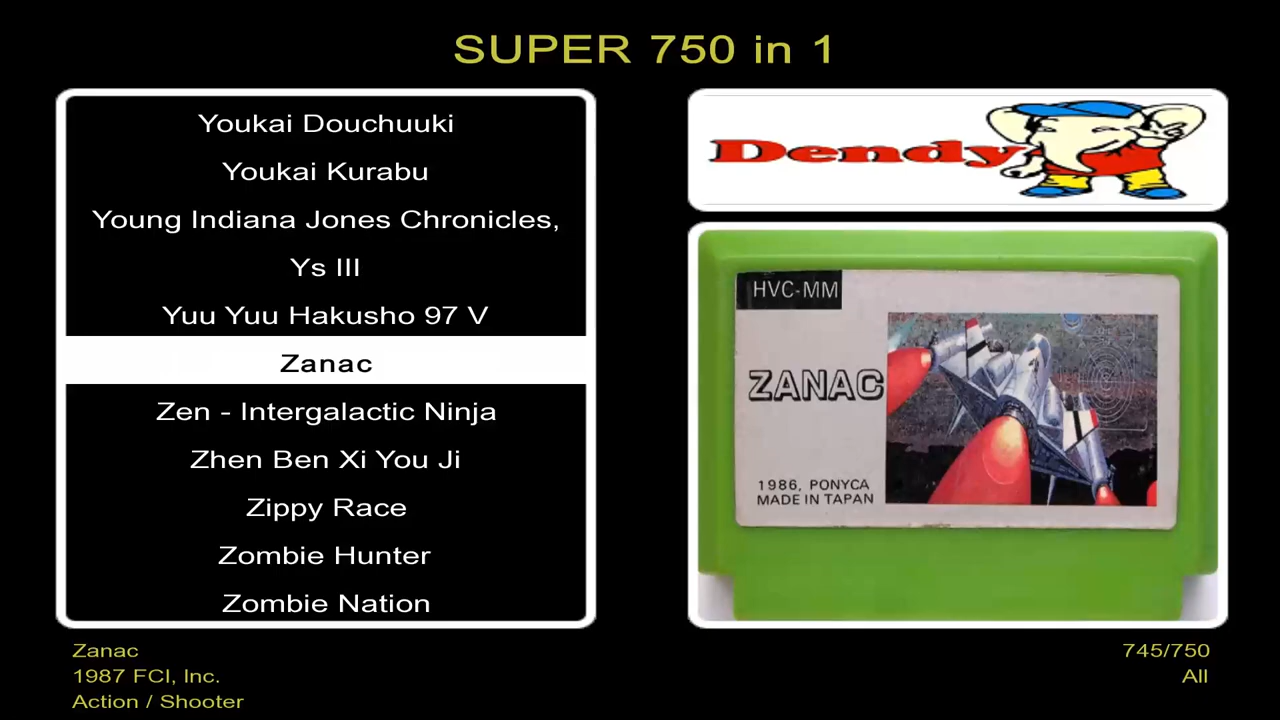 SUPER 750 in 1
Youkai Douchuuki
Youkai Kurabu
Young Indiana Jones Chronicles,
Ys III
Yuu Yuu Hakusho 97 V
Zanac
Zen - Intergalactic Ninja
Zhen Ben Xi You Ji
Zippy Race
Zombie Hunter
Zombie Nation
Dendy
HVC-MM
ZANAC
1986, PONYCA
MADE IN TAPAN
Zanac
1987 FCI, Inc.
Action / Shooter
745/750
All